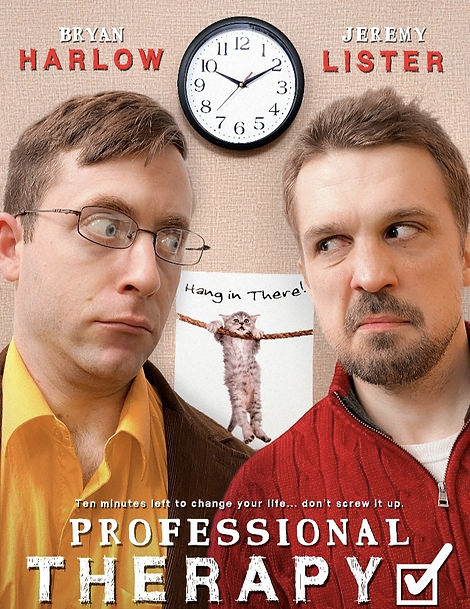 BRYAN
HARLOW
JEREMY
LISTER
12
1
2
3
4
5
6
7
8
9
10
11
Hang in There!
Ten minutes left to change your life... don't screw it up.
PROFESSIONAL
THERAPY